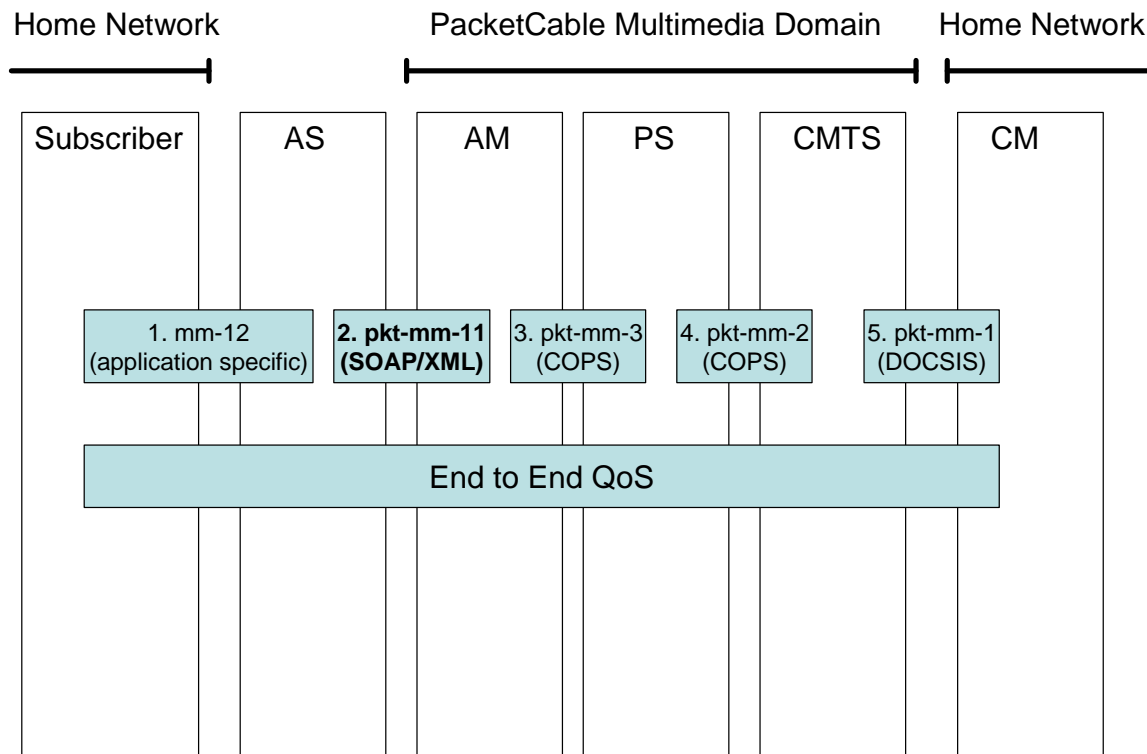 Home Network
PacketCable Multimedia Domain
Home Network
Subscriber
AS
AM
PS
CMTS
CM
1. mm-12
(application specific)
2. pkt-mm-11
(SOAP/XML)
3. pkt-mm-3
(COPS)
4. pkt-mm-2
(COPS)
5. pkt-mm-1
(DOCSIS)
End to End QoS